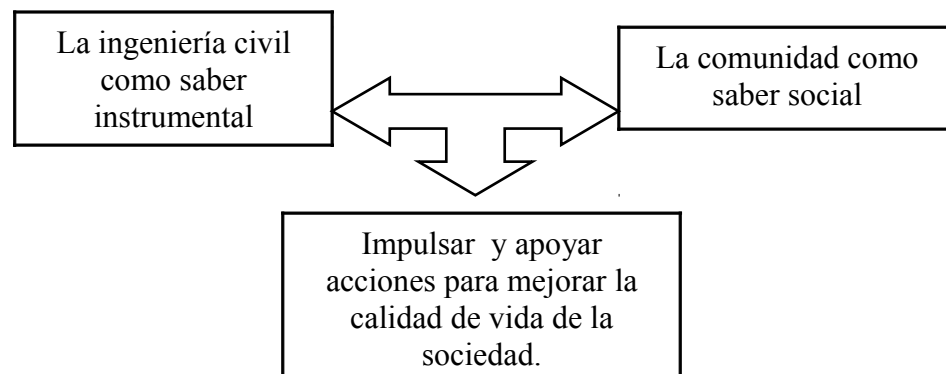 La ingeniería civil
como saber
instrumental
La comunidad como
saber social
Impulsar y apoyar
acciones para mejorar la
calidad de vida de la
sociedad.